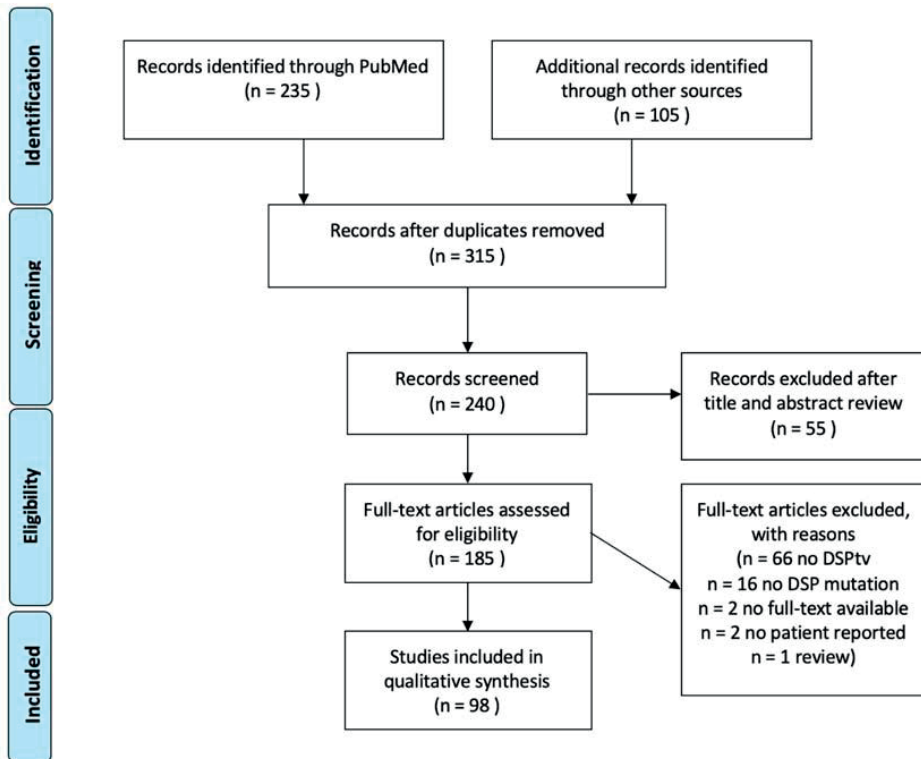 Identification
Records identified through PubMed
(n = 235 )
Additional records identified
through other sources
(n = 105 )
Screening
Records after duplicates removed
(n = 315 )
Records screened
(n = 240 )
Records excluded after
title and abstract review
(n = 55 )
Eligibility
Full-text articles assessed
for eligibility
(n = 185 )
Full-text articles excluded,
with reasons
(n = 66 no DSPtv
n = 16 no DSP mutation
n = 2 no full-text available
n = 2 no patient reported
n = 1 review)
Included
Studies included in
qualitative synthesis
(n = 98 )